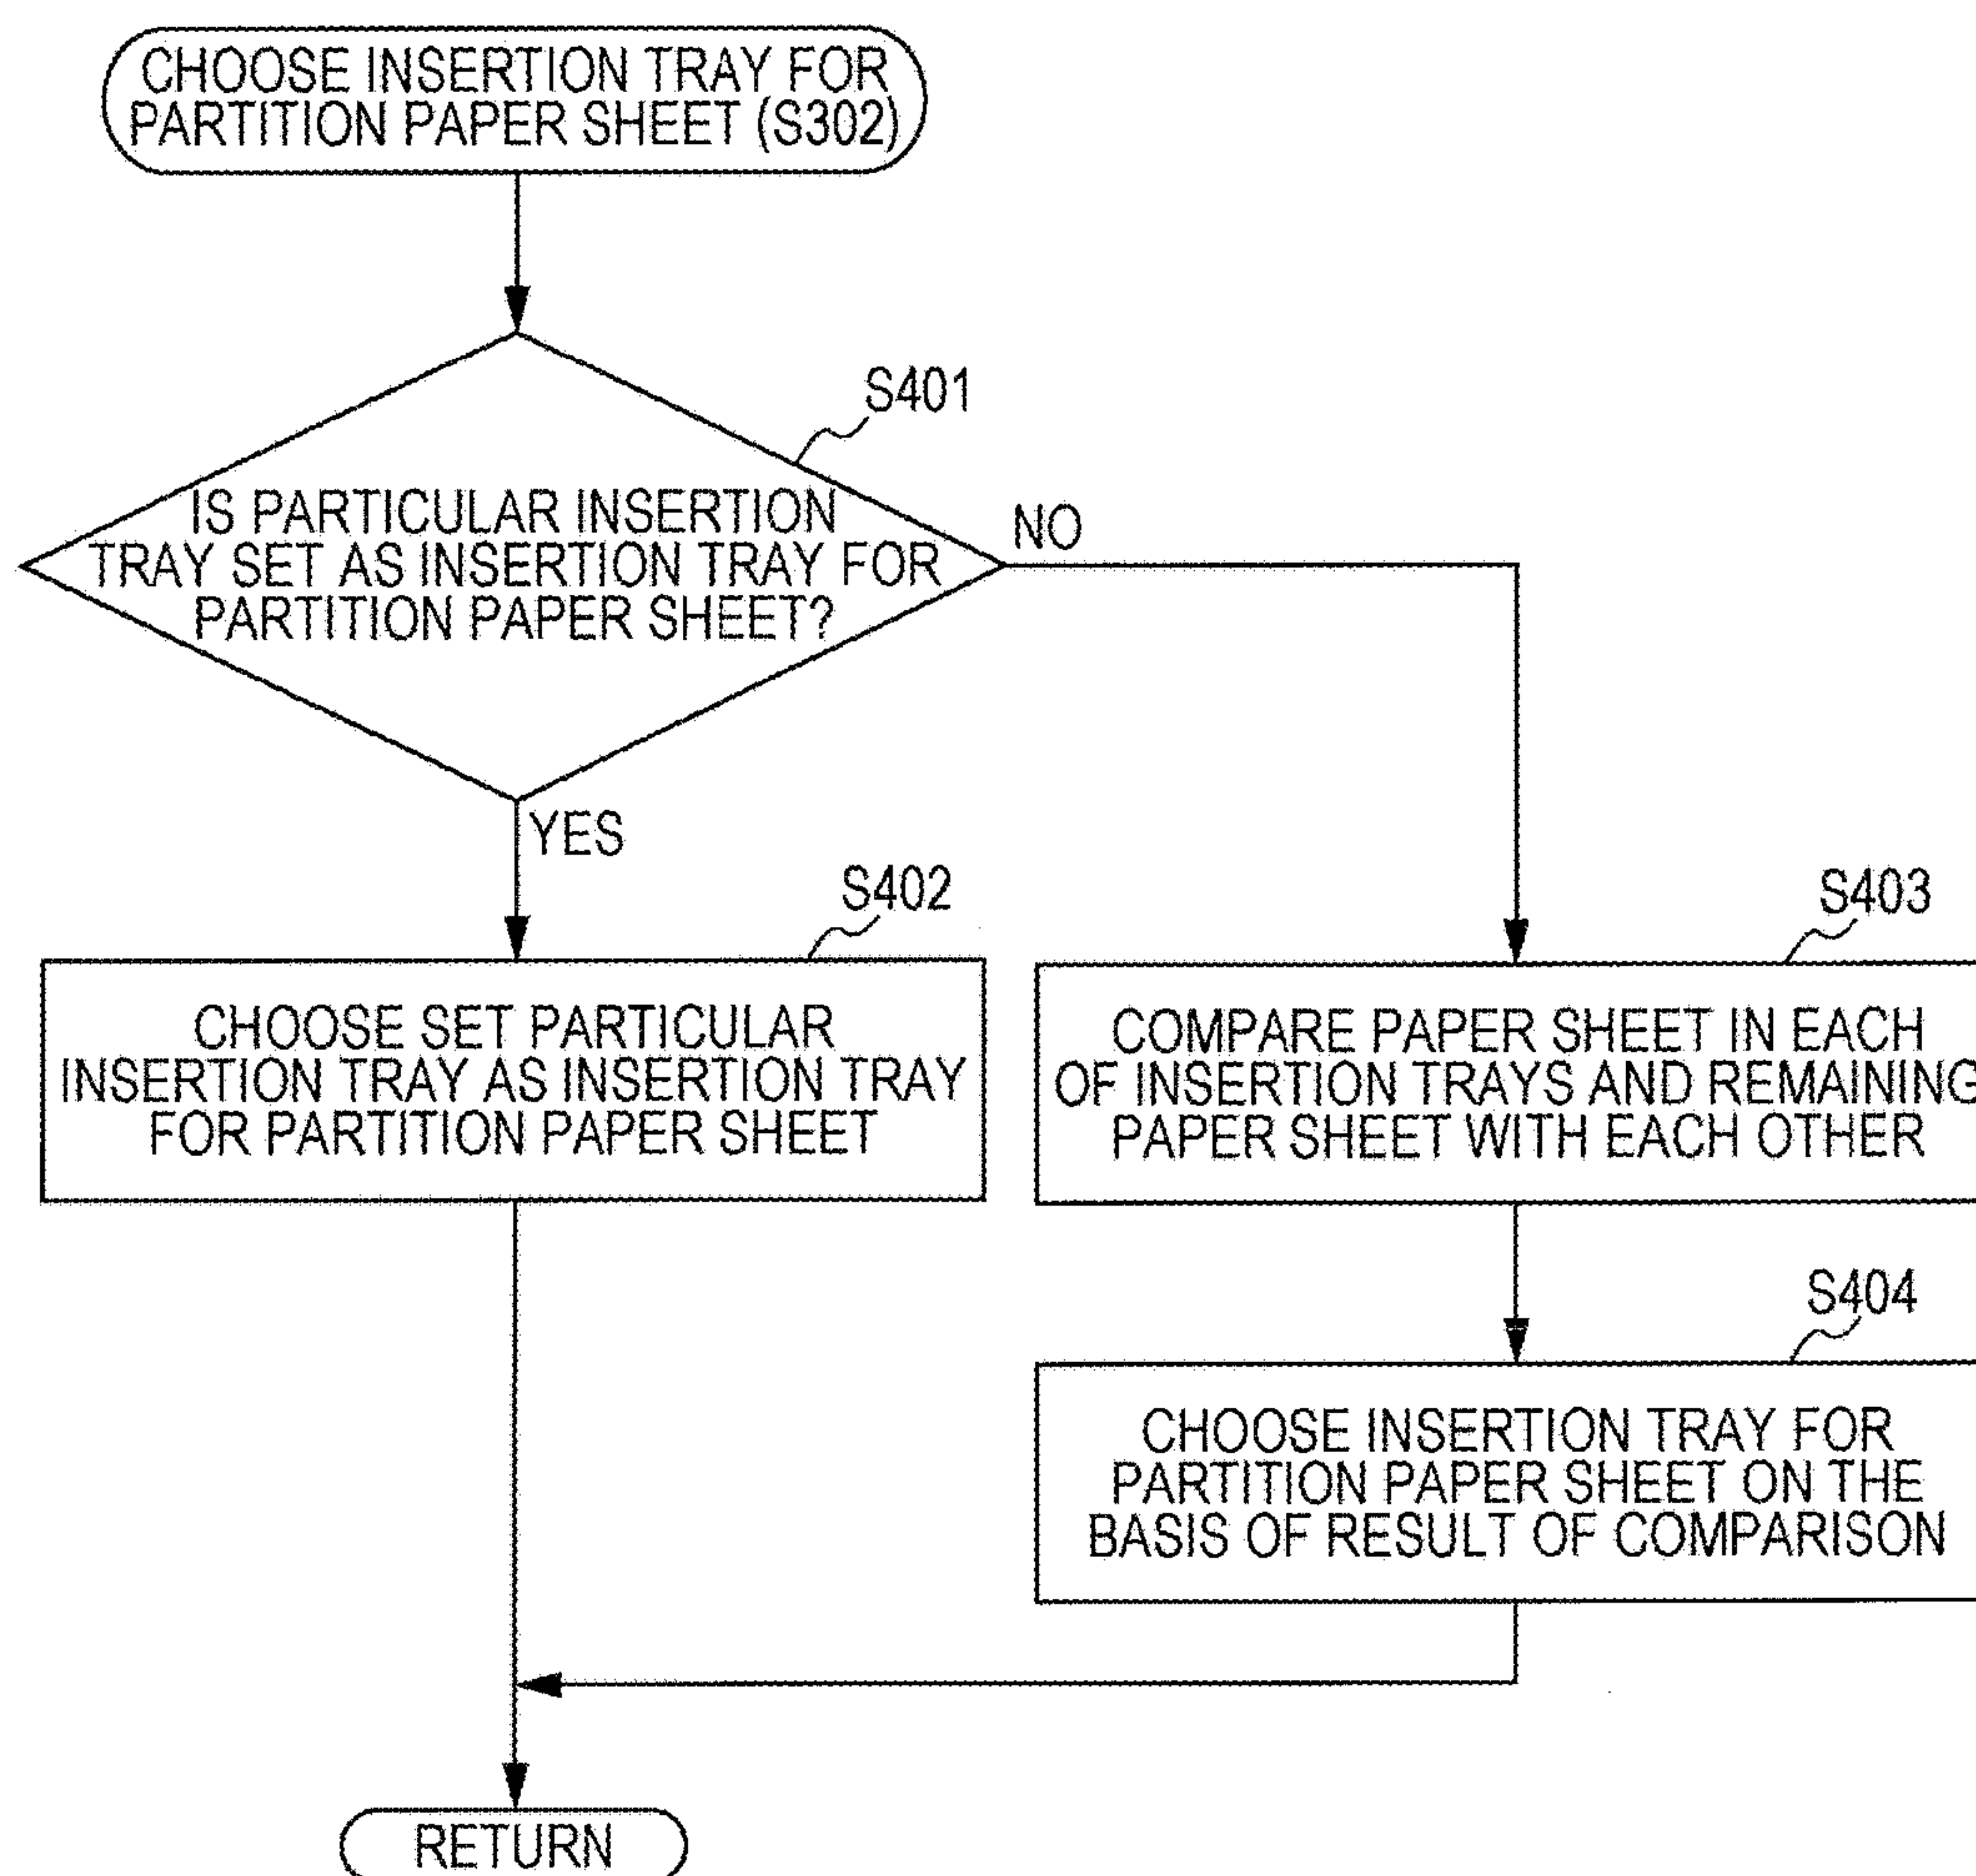 CHOOSE INSERTION TRAY FOR
PARTITION PAPER SHEET (S302)
S401
IS PARTICULAR INSERTION
TRAY SET AS INSERTION TRAY FOR
PARTITION PAPER SHEET?
NO
YES
S402
CHOOSE SET PARTICULAR
INSERTION TRAY AS INSERTION TRAY
FOR PARTITION PAPER SHEET
S403
COMPARE PAPER SHEET IN EACH
OF INSERTION TRAYS AND REMAINING
PAPER SHEET WITH EACH OTHER
S404
CHOOSE INSERTION TRAY FOR
PARTITION PAPER SHEET ON THE
BASIS OF RESULT OF COMPARISON
RETURN